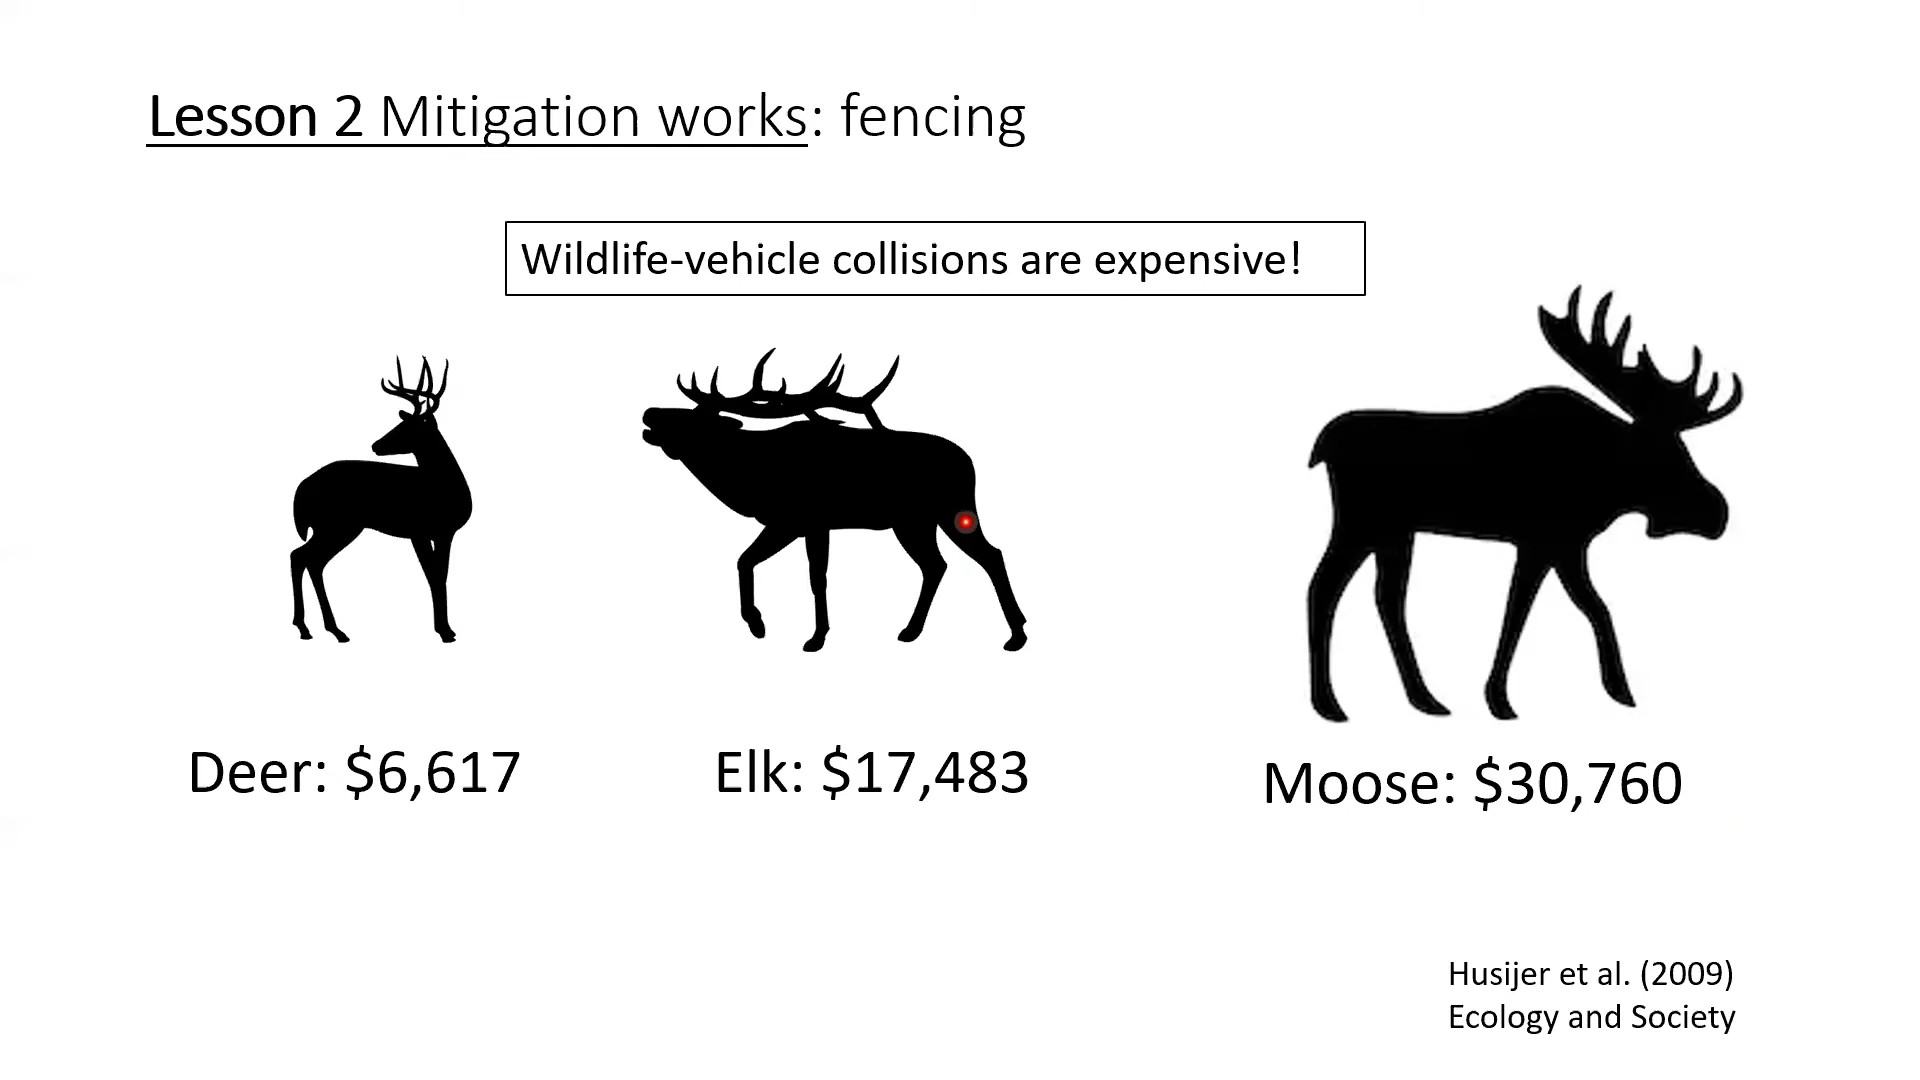 Lesson 2 Mitigation works: fencing
Wildlife-vehicle collisions are expensive!
Deer: $6,617
Elk: $17,483
Moose: $30,760
Husijer et al. (2009)
Ecology and Society